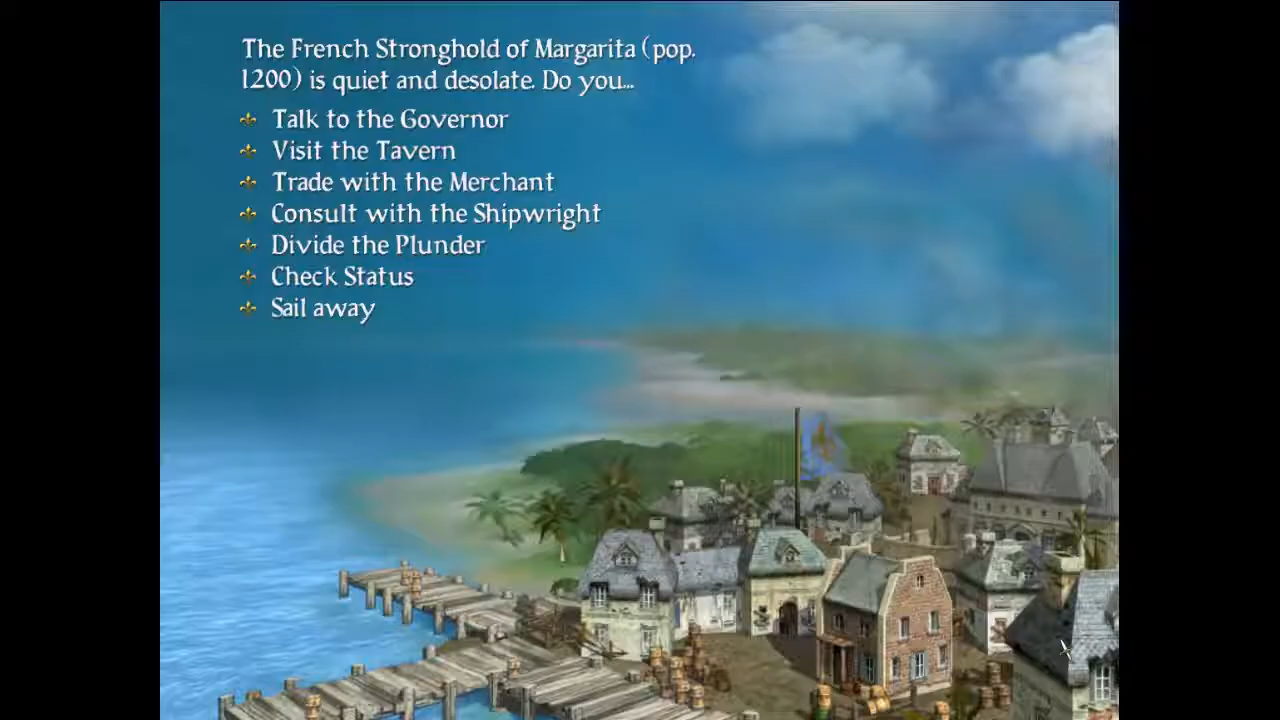 The French Stronghold of Margarita (pop.
1200) is quiet and desolate. Do you...
Talk to the Governor
Visit the Tavern
Trade with the Merchant
Consult with the Shipwright
Divide the Plunder
Check Status
Sail away